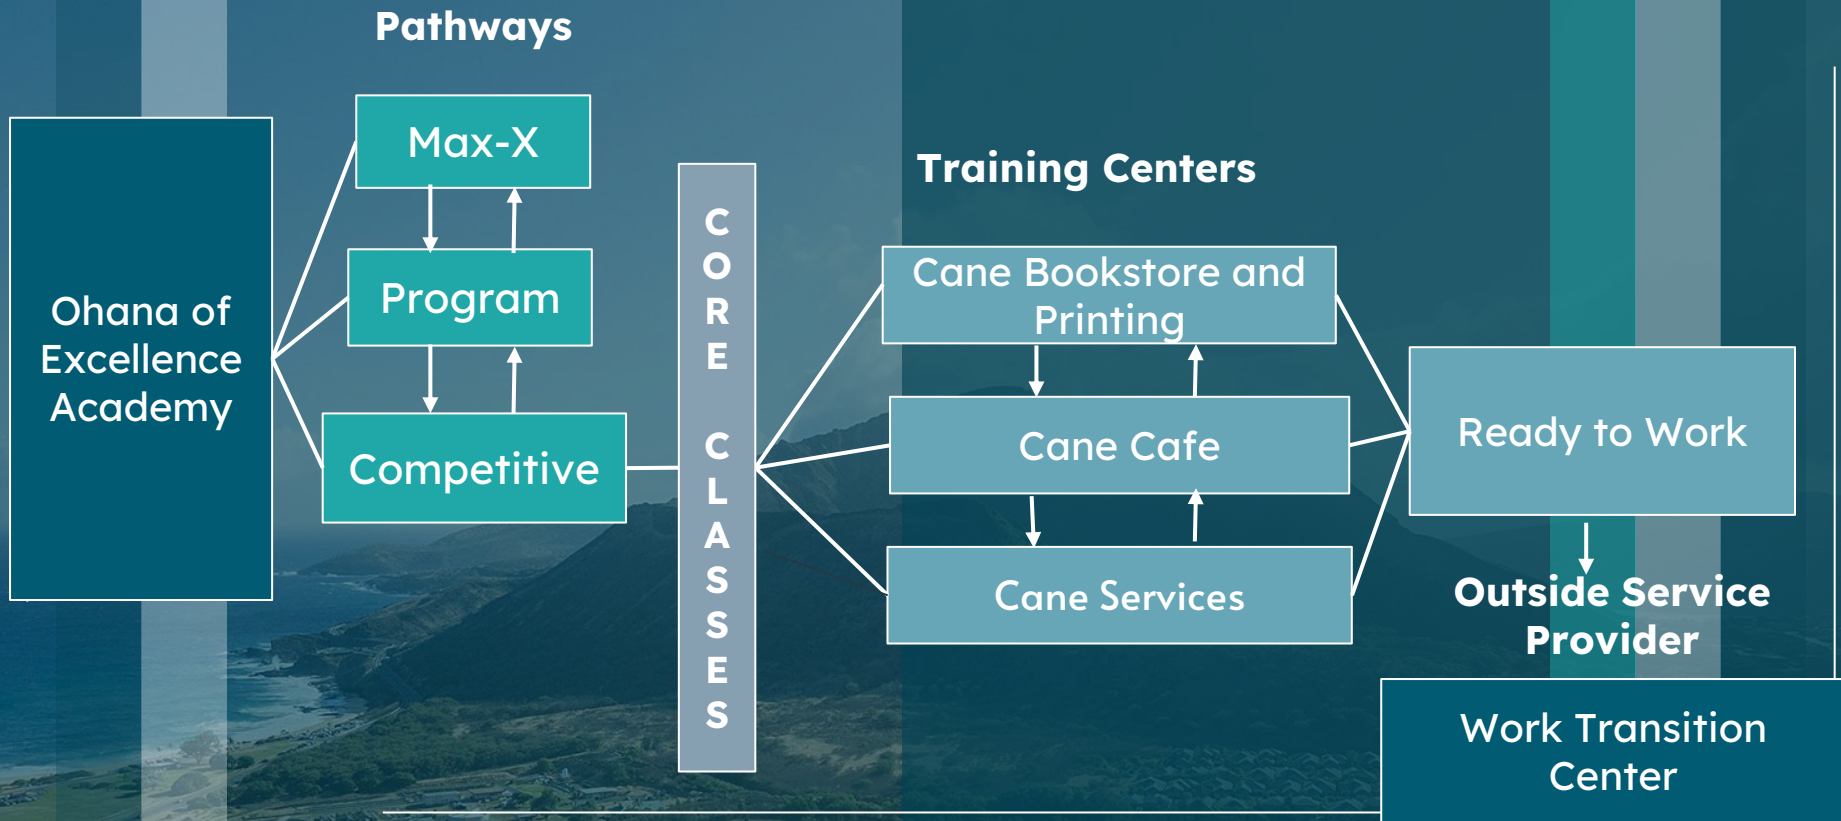 Pathways
Max-X
Program
Competitive
Ohana of
Excellence
Academy
C
O
R
E
C
L
A
S
S
E
S
Training Centers
Cane Bookstore and
Printing
Cane Cafe
Cane Services
Ready to Work
Outside Service
Provider
Work Transition
Center